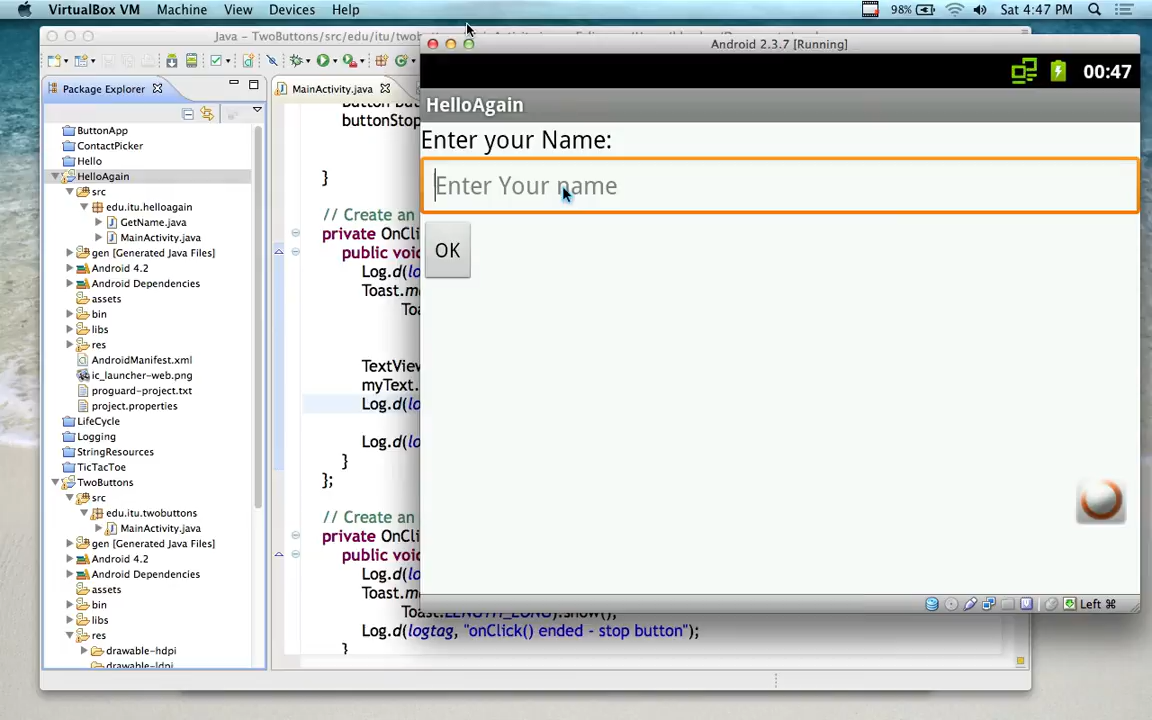 VirtualBox VM Machine View Devices Help 98% Sat 4:47 PM
Java – TwoButtons/src/edu/itu/twob
Android 2.3.7 [Running]
Package Explorer
MainActivity.java
00:47
HelloAgain
Enter your Name:
Enter Your name
OK
ButtonApp
ContactPicker
Hello
HelloAgain
src
edu.itu.helloagain
GetName.java
MainActivity.java
gen [Generated Java Files]
Android 4.2
Android Dependencies
assets
bin
libs
res
AndroidManifest.xml
ic_launcher-web.png
proguard-project.txt
project.properties
LifeCycle
Logging
StringResources
TicTacToe
TwoButtons
src
edu.itu.twobuttons
MainActivity.java
gen [Generated Java Files]
Android 4.2
Android Dependencies
assets
bin
libs
res
drawable-hdpi
drawable-ldpi
buttonStop
}
// Create an
private OnCli
public void
Log.d(lo
Toast.m
To
TextView
myText.
Log.d(lo
Log.d(lo
}
};
// Create an
private OnCli
public voi
Log.d(lo
Toast.m
Toast.LENGTH_LONG).show();
Log.d(logtag, "onClick() ended - stop button");
}
Left ⌘